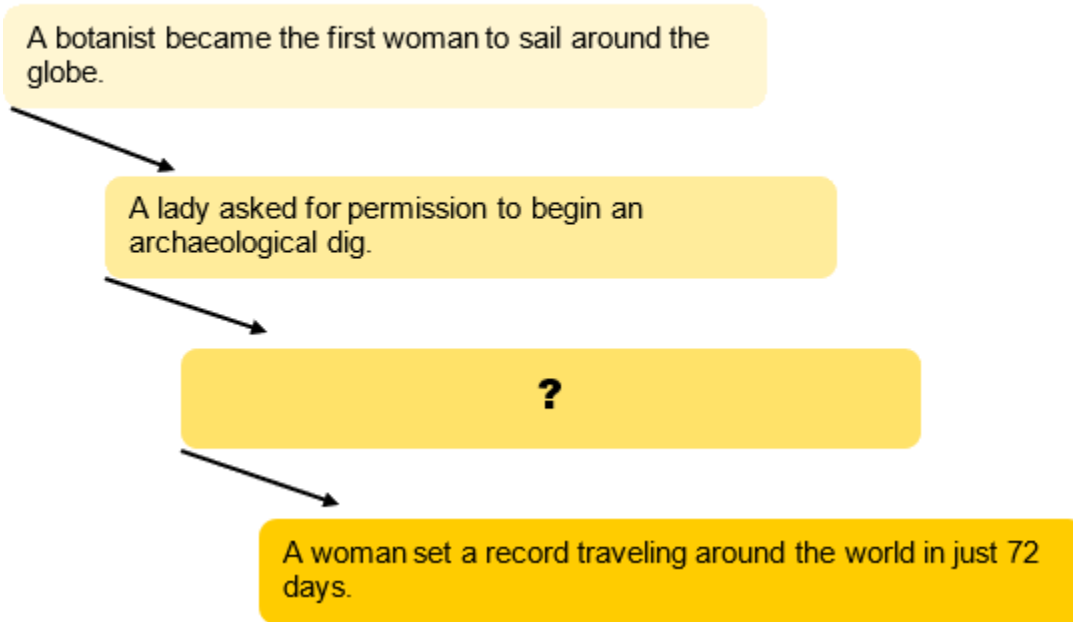 A botanist became the first woman to sail around the
globe.
A lady asked for permission to begin an
archaeological dig.
?
A woman set a record traveling around the world in just 72
days.